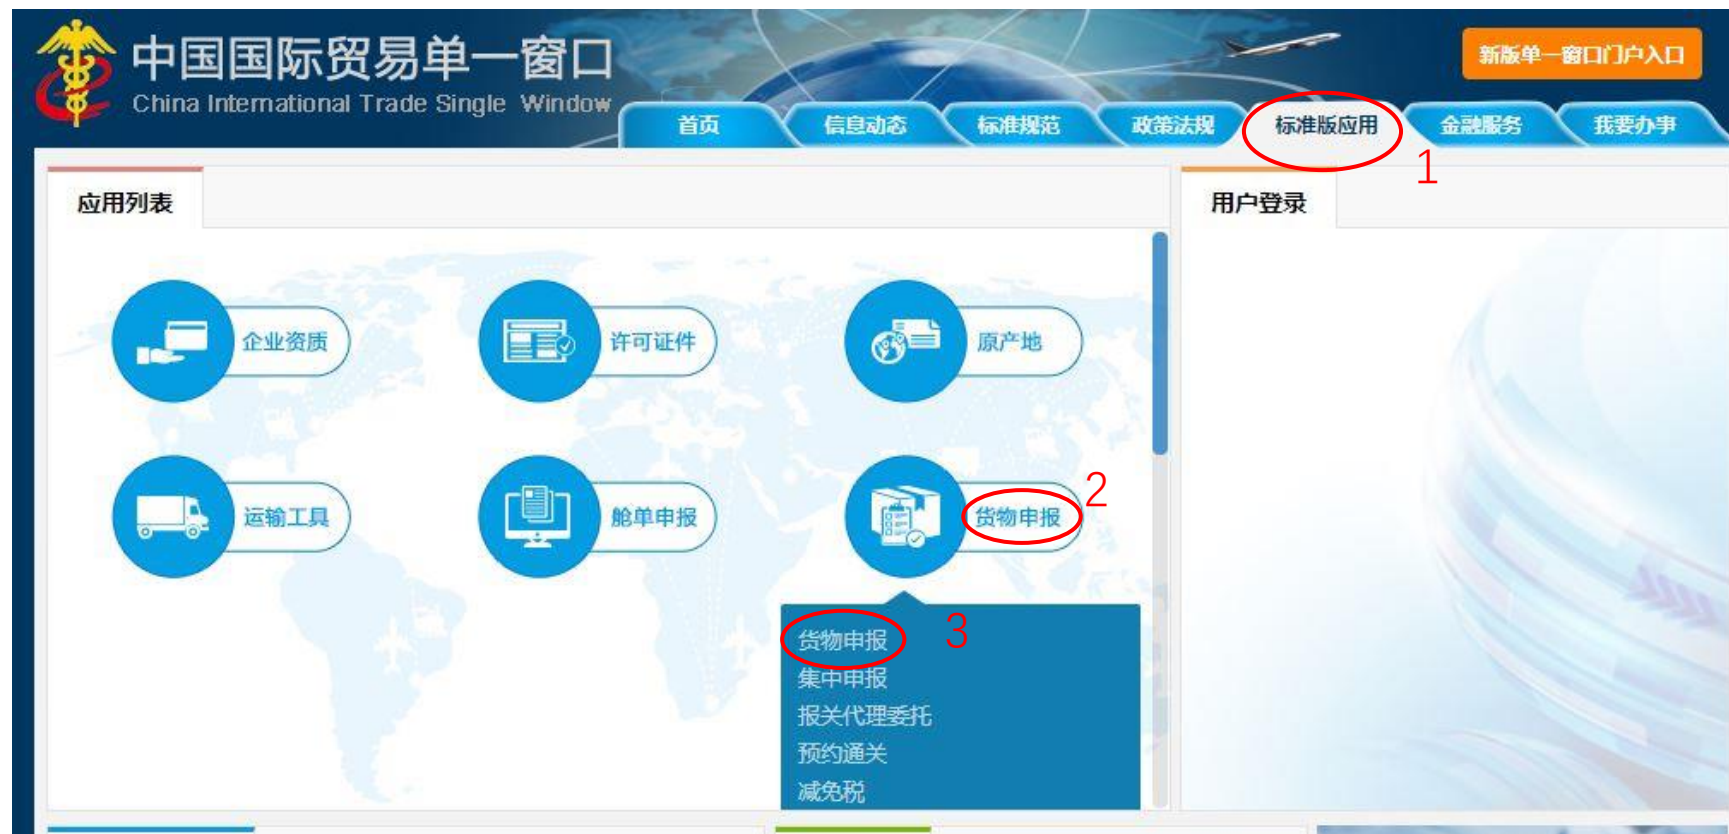 中国国际贸易单一窗口
China International Trade Single Window
新版单一窗口门户入口
首页 信息动态 标准规范 政策法规 标准版应用 金融服务 我要办事
1
应用列表
用户登录
企业资质 许可证件 原产地
运输工具 舱单申报 货物申报
2
货物申报
3
集中申报
报关代理委托
预约通关
减免税